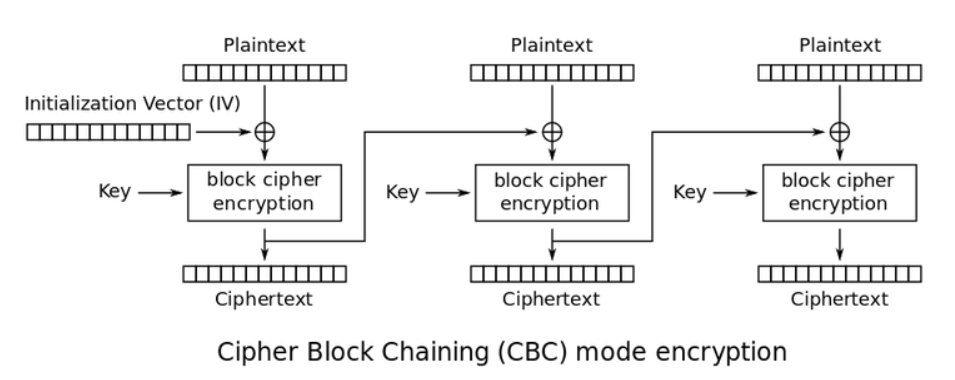 Plaintext
Plaintext
Plaintext
Initialization Vector (IV)
Key
block cipher
encryption
Key
block cipher
encryption
Key
block cipher
encryption
Ciphertext
Ciphertext
Ciphertext
Cipher Block Chaining (CBC) mode encryption